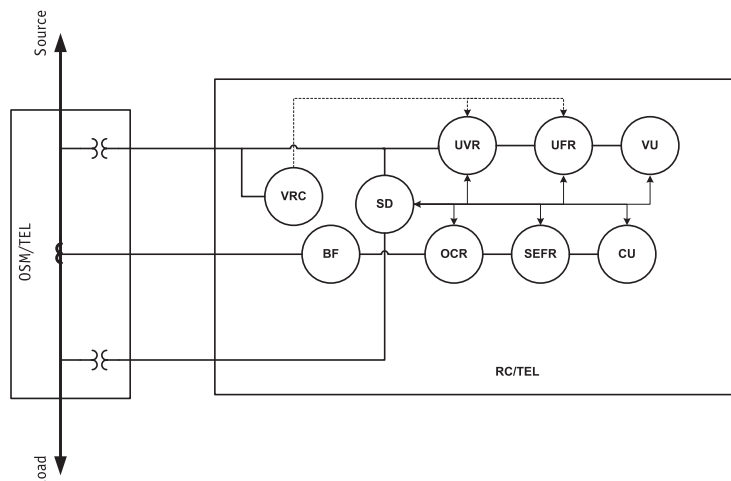 Source
OSM/TEL
UVR
UFR
VU
VRC
SD
BF
OCR
SEFR
CU
RC/TEL
oad